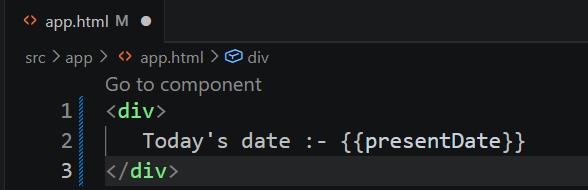 app.html M
src > app > app.html > div
Go to component
1 <div>
2 Today's date :- {{presentDate}}
3 </div>